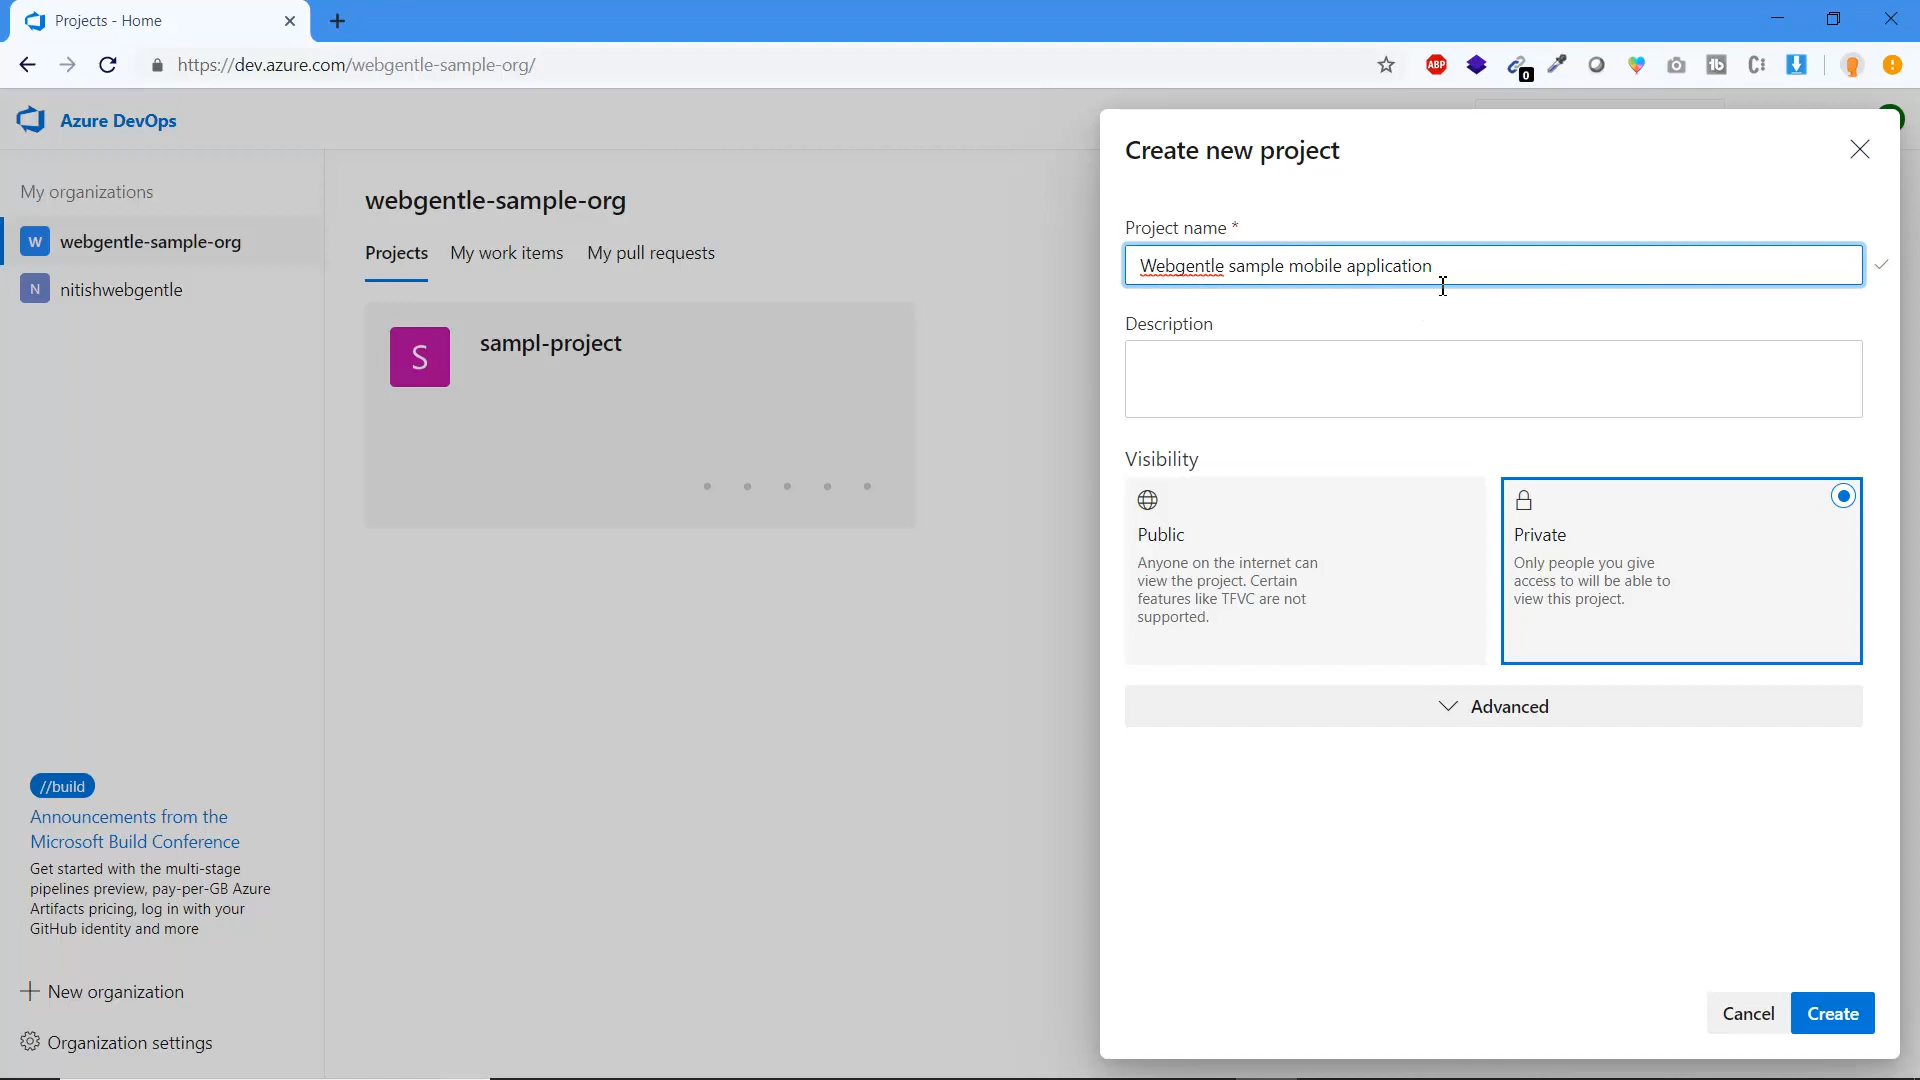 Projects - Home
https://dev.azure.com/webgentle-sample-org/
ABP
0
Azure DevOps
My organizations
W webgentle-sample-org
N nitishwebgentle
//build
Announcements from the
Microsoft Build Conference
Get started with the multi-stage
pipelines preview, pay-per-GB Azure
Artifacts pricing, log in with your
GitHub identity and more
New organization
Organization settings
webgentle-sample-org
Projects My work items My pull requests
S sampl-project
Create new project
Project name *
Webgentle sample mobile application
Description
Visibility
Public
Anyone on the internet can
view the project. Certain
features like TFVC are not
supported.
Private
Only people you give
access to will be able to
view this project.
Advanced
Cancel Create